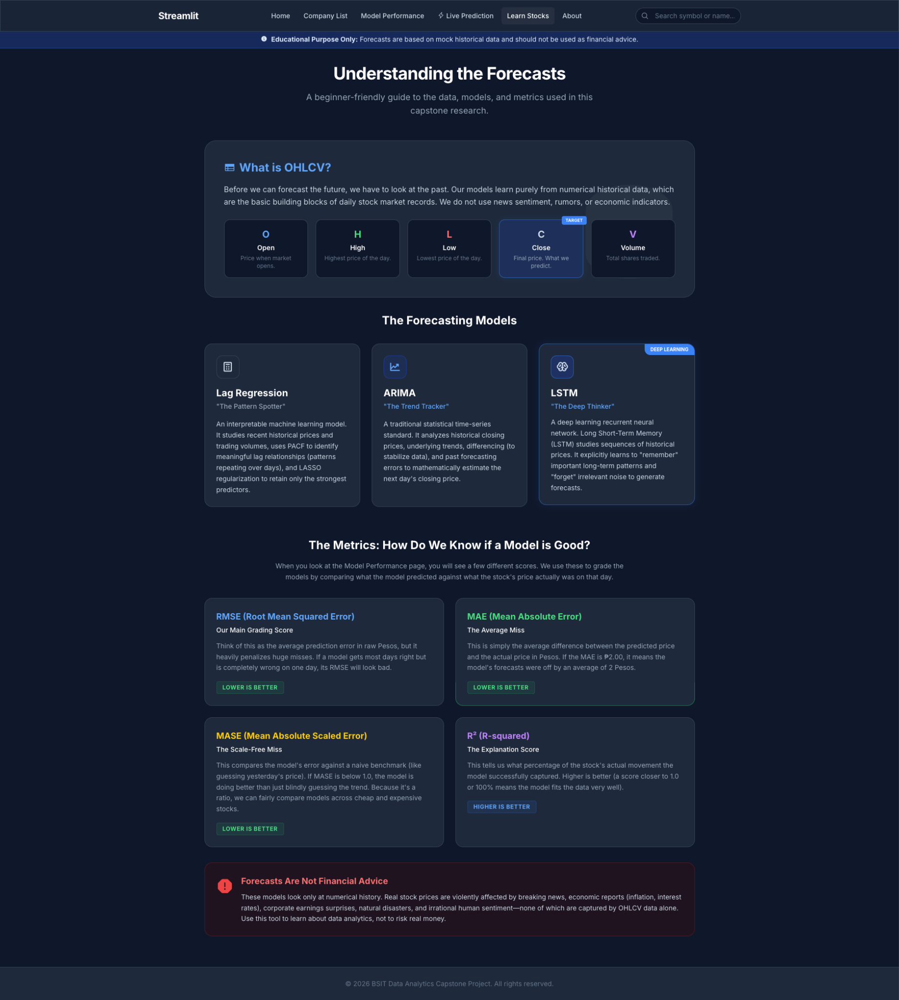 Streamlit
Home
Company List
Model Performance
Live Prediction
Learn Stocks
About
Search symbol or name...
Educational Purpose Only: Forecasts are based on mock historical data and should not be used as financial advice.
Understanding the Forecasts
A beginner-friendly guide to the data, models, and metrics used in this
capstone research.
What is OHLCV?
Before we can forecast the future, we have to look at the past. Our models learn purely from numerical historical data, which
are the basic building blocks of daily stock market records. We do not use news sentiment, rumors, or economic indicators.
O
Open
Price when market
opens.
H
High
Highest price of the day.
L
Low
Lowest price of the day.
TARGET
C
Close
Final price. What we
predict.
V
Volume
Total shares traded.
The Forecasting Models
Lag Regression
"The Pattern Spotter"
An interpretable machine learning model.
It studies recent historical prices and
trading volumes, uses PACF to identify
meaningful lag relationships (patterns
repeating over days), and LASSO
regularization to retain only the strongest
predictors.
ARIMA
"The Trend Tracker"
A traditional statistical time-series
standard. It analyzes historical closing
prices, underlying trends, differencing (to
stabilize data), and past forecasting
errors to mathematically estimate the
next day's closing price.
DEEP LEARNING
LSTM
"The Deep Thinker"
A deep learning recurrent neural
network. Long Short-Term Memory
(LSTM) studies sequences of historical
prices. It explicitly learns to "remember"
important long-term patterns and
"forget" irrelevant noise to generate
forecasts.
The Metrics: How Do We Know if a Model is Good?
When you look at the Model Performance page, you will see a few different scores. We use these to grade the
models by comparing what the model predicted against what the stock's price actually was on that day.
RMSE (Root Mean Squared Error)
Our Main Grading Score
Think of this as the average prediction error in raw Pesos, but it
heavily penalizes huge misses. If a model gets most days right but
is completely wrong on one day, its RMSE will look bad.
LOWER IS BETTER
MAE (Mean Absolute Error)
The Average Miss
This is simply the average difference between the predicted price
and the actual price in Pesos. If the MAE is ₱2.00, it means the
model's forecasts were off by an average of 2 Pesos.
LOWER IS BETTER
MASE (Mean Absolute Scaled Error)
The Scale-Free Miss
This compares the model's error against a naive benchmark (like
guessing yesterday's price). If MASE is below 1.0, the model is
doing better than just blindly guessing the trend. Because it's a
ratio, we can fairly compare models across cheap and expensive
stocks.
LOWER IS BETTER
R² (R-squared)
The Explanation Score
This tells us what percentage of the stock's actual movement the
model successfully captured. Higher is better (a score closer to 1.0
or 100% means the model fits the data very well).
HIGHER IS BETTER
Forecasts Are Not Financial Advice
These models look only at numerical history. Real stock prices are violently affected by breaking news, economic reports (inflation, interest
rates), corporate earnings surprises, natural disasters, and irrational human sentiment—none of which are captured by OHLCV data alone.
Use this tool to learn about data analytics, not to risk real money.
© 2026 BSIT Data Analytics Capstone Project. All rights reserved.